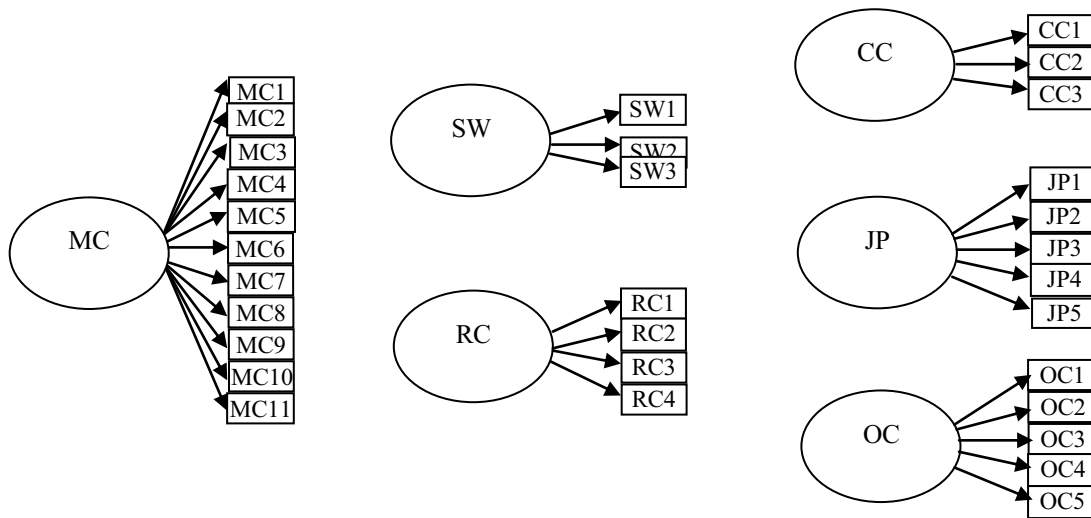 MC
MC1
MC2
MC3
MC4
MC5
MC6
MC7
MC8
MC9
MC10
MC11
SW
SW1
SW2
SW3
RC
RC1
RC2
RC3
RC4
CC
CC1
CC2
CC3
JP
JP1
JP2
JP3
JP4
JP5
OC
OC1
OC2
OC3
OC4
OC5